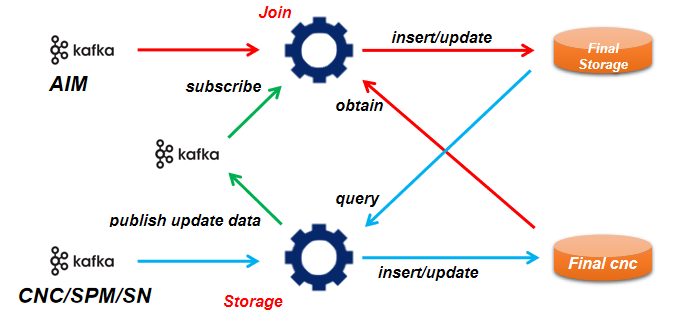 Join
kafka
AIM
insert/update
Final
Storage
subscribe
obtain
kafka
query
publish update data
kafka
CNC/SPM/SN
Storage
insert/update
Final cnc